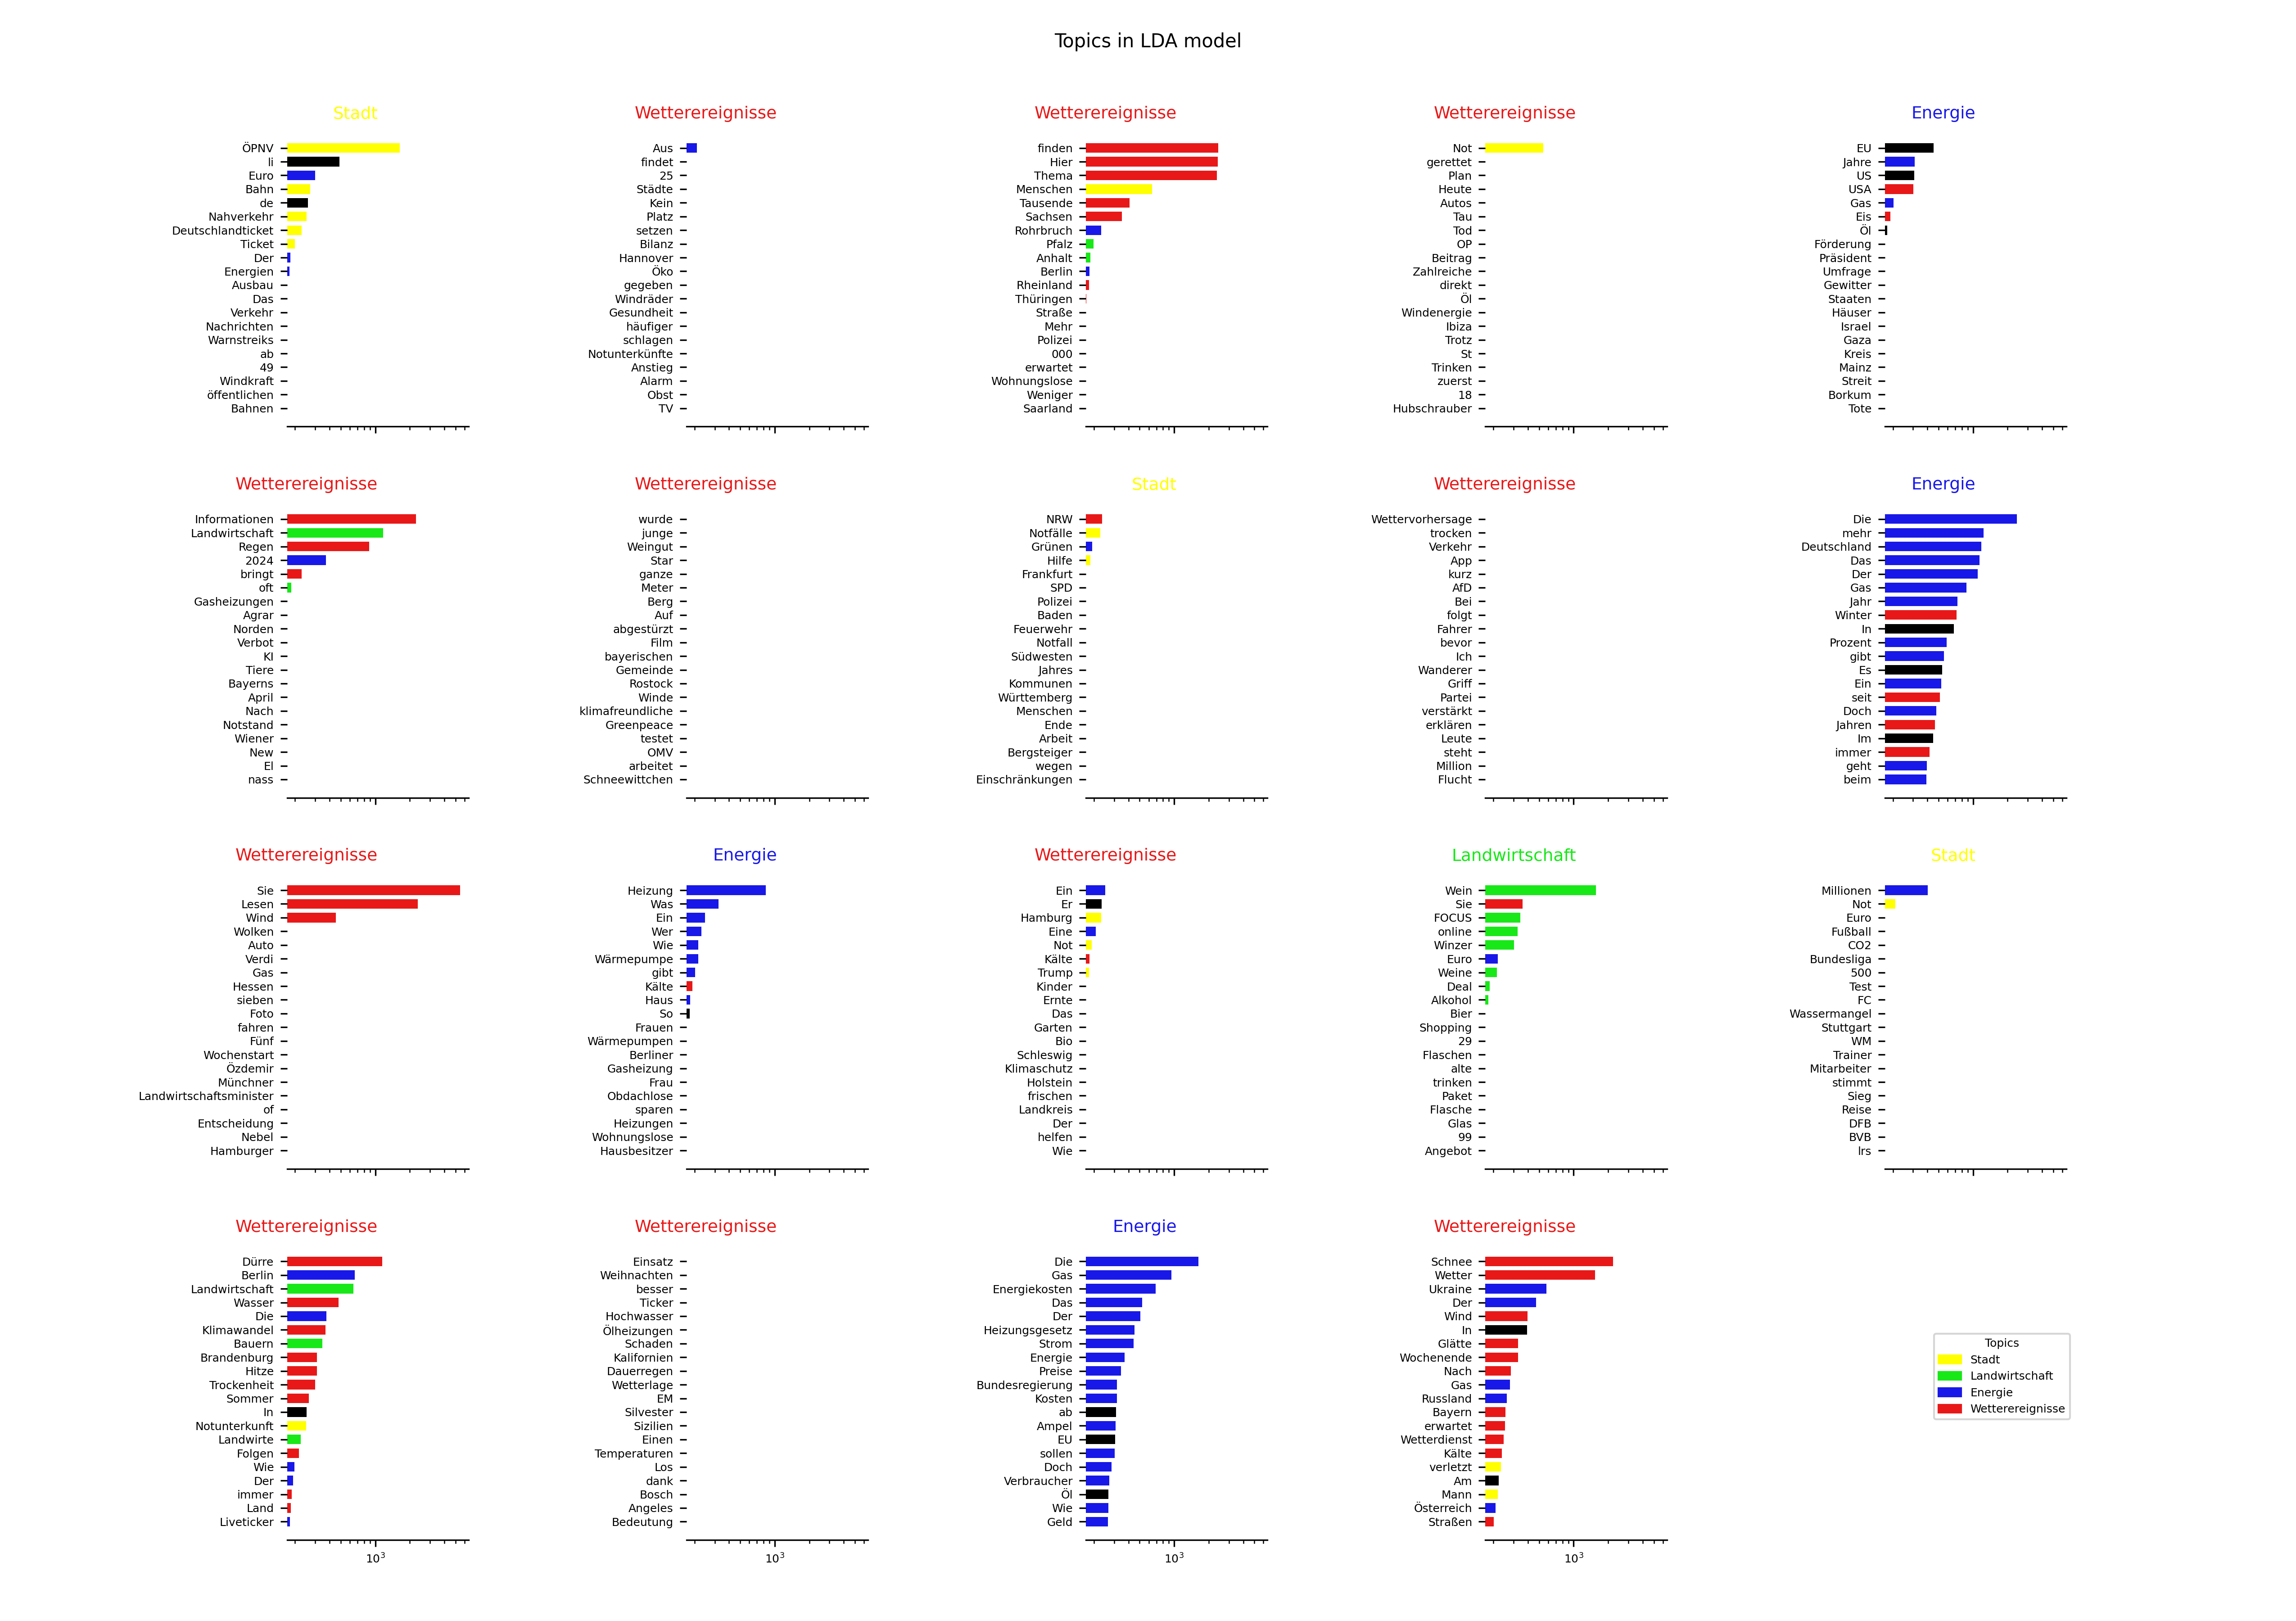 Topics in LDA model
Stadt
ÖPNV
li
Euro
Bahn
de
Nahverkehr
Deutschlandticket
Ticket
Der
Energien
Ausbau
Das
Verkehr
Nachrichten
Warnstreiks
ab
49
Windkraft
öffentlichen
Bahnen
Wetterereignisse
Aus
findet
25
Städte
Kein
Platz
setzen
Bilanz
Hannover
Öko
gegeben
Windräder
Gesundheit
häufiger
schlagen
Notunterkünfte
Anstieg
Alarm
Obst
TV
Wetterereignisse
finden
Hier
Thema
Menschen
Tausende
Sachsen
Rohrbruch
Pfalz
Anhalt
Berlin
Rheinland
Thüringen
Straße
Mehr
Polizei
000
erwartet
Wohnungslose
Weniger
Saarland
Wetterereignisse
Not
gerettet
Plan
Heute
Autos
Tau
Tod
OP
Beitrag
Zahlreiche
direkt
Öl
Windenergie
Ibiza
Trotz
St
Trinken
zuerst
18
Hubschrauber
Energie
EU
Jahre
US
USA
Gas
Eis
Öl
Förderung
Präsident
Umfrage
Gewitter
Staaten
Häuser
Israel
Gaza
Kreis
Mainz
Streit
Borkum
Tote
Wetterereignisse
Informationen
Landwirtschaft
Regen
2024
bringt
oft
Gasheizungen
Agrar
Norden
Verbot
KI
Tiere
Bayerns
April
Nach
Notstand
Wiener
New
El
nass
Wetterereignisse
wurde
junge
Weingut
Star
ganze
Meter
Berg
Auf
abgestürzt
Film
bayerischen
Gemeinde
Rostock
Winde
klimafreundliche
Greenpeace
testet
OMV
arbeitet
Schneewittchen
Stadt
NRW
Notfälle
Grünen
Hilfe
Frankfurt
SPD
Polizei
Baden
Feuerwehr
Notfall
Südwesten
Jahres
Kommunen
Württemberg
Menschen
Ende
Arbeit
Bergsteiger
wegen
Einschränkungen
Wetterereignisse
Wettervorhersage
trocken
Verkehr
App
kurz
AfD
Bei
folgt
Fahrer
bevor
Ich
Wanderer
Griff
Partei
verstärkt
erklären
Leute
steht
Million
Flucht
Energie
Die
mehr
Deutschland
Das
Der
Gas
Jahr
Winter
In
Prozent
gibt
Es
Ein
seit
Doch
Jahren
Im
immer
geht
beim
Wetterereignisse
Sie
Lesen
Wind
Wolken
Auto
Verdi
Gas
Hessen
sieben
Foto
fahren
Fünf
Wochenstart
Özdemir
Münchner
Landwirtschaftsminister
of
Entscheidung
Nebel
Hamburger
Energie
Heizung
Was
Ein
Wer
Wie
Wärmepumpe
gibt
Kälte
Haus
So
Frauen
Wärmepumpen
Berliner
Gasheizung
Frau
Obdachlose
sparen
Heizungen
Wohnungslose
Hausbesitzer
Wetterereignisse
Ein
Er
Hamburg
Eine
Not
Kälte
Trump
Kinder
Ernte
Das
Garten
Bio
Schleswig
Klimaschutz
Holstein
frischen
Landkreis
Der
helfen
Wie
Landwirtschaft
Wein
Sie
FOCUS
online
Winzer
Euro
Weine
Deal
Alkohol
Bier
Shopping
29
Flaschen
alte
trinken
Paket
Flasche
Glas
99
Angebot
Stadt
Millionen
Not
Euro
Fußball
CO2
Bundesliga
500
Test
FC
Wassermangel
Stuttgart
WM
Trainer
Mitarbeiter
stimmt
Sieg
Reise
DFB
BVB
Irs
Wetterereignisse
Dürre
Berlin
Landwirtschaft
Wasser
Die
Klimawandel
Bauern
Brandenburg
Hitze
Trockenheit
Sommer
In
Notunterkunft
Landwirte
Folgen
Wie
Der
immer
Land
Liveticker
10³
Wetterereignisse
Einsatz
Weihnachten
besser
Ticker
Hochwasser
Ölheizungen
Schaden
Kalifornien
Dauerregen
Wetterlage
EM
Silvester
Sizilien
Einen
Temperaturen
Los
dank
Bosch
Angeles
Bedeutung
10³
Energie
Die
Gas
Energiekosten
Das
Der
Heizungsgesetz
Strom
Energie
Preise
Bundesregierung
Kosten
ab
Ampel
EU
sollen
Doch
Verbraucher
Öl
Wie
Geld
10³
Wetterereignisse
Schnee
Wetter
Ukraine
Der
Wind
In
Glätte
Wochenende
Nach
Gas
Russland
Bayern
erwartet
Wetterdienst
Kälte
verletzt
Am
Mann
Österreich
Straßen
10³
Topics
Stadt
Landwirtschaft
Energie
Wetterereignisse